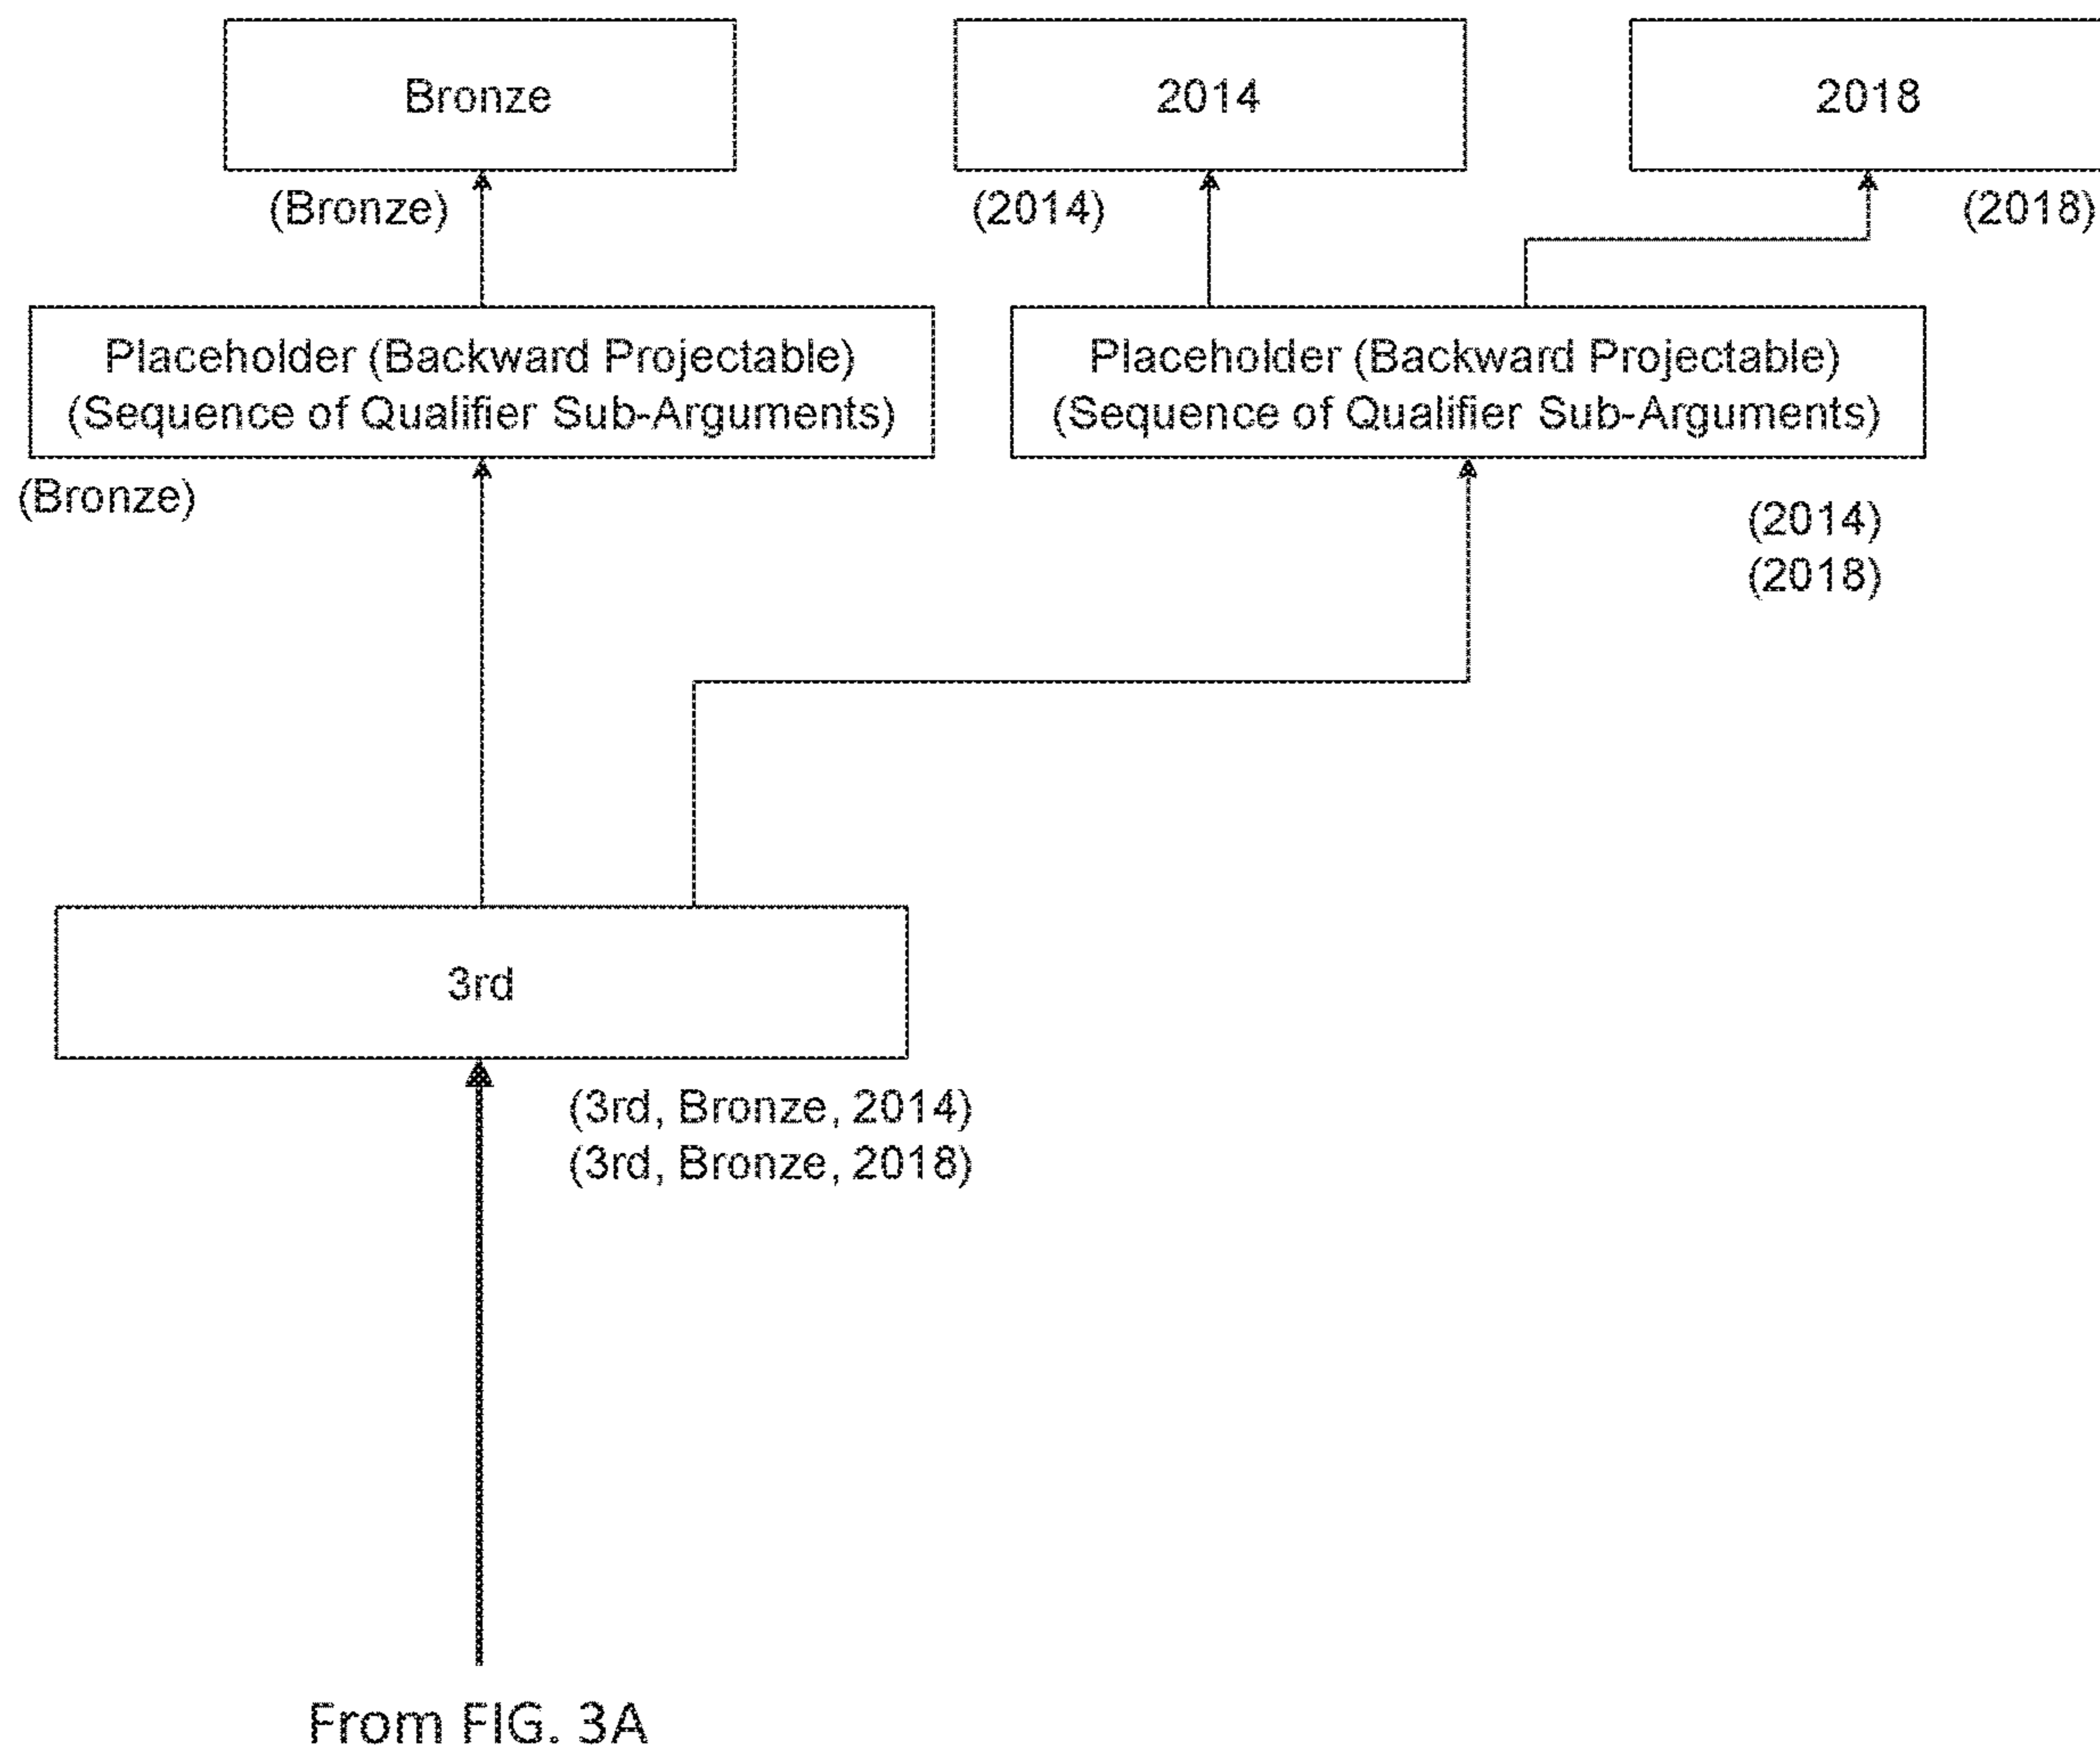 Bronze
2014
2018
(Bronze)
(2014)
(2018)
Placeholder (Backward Projectable)
(Sequence of Qualifier Sub-Arguments)
Placeholder (Backward Projectable)
(Sequence of Qualifier Sub-Arguments)
(Bronze)
(2014)
(2018)
3rd
(3rd, Bronze, 2014)
(3rd, Bronze, 2018)
From FIG. 3A